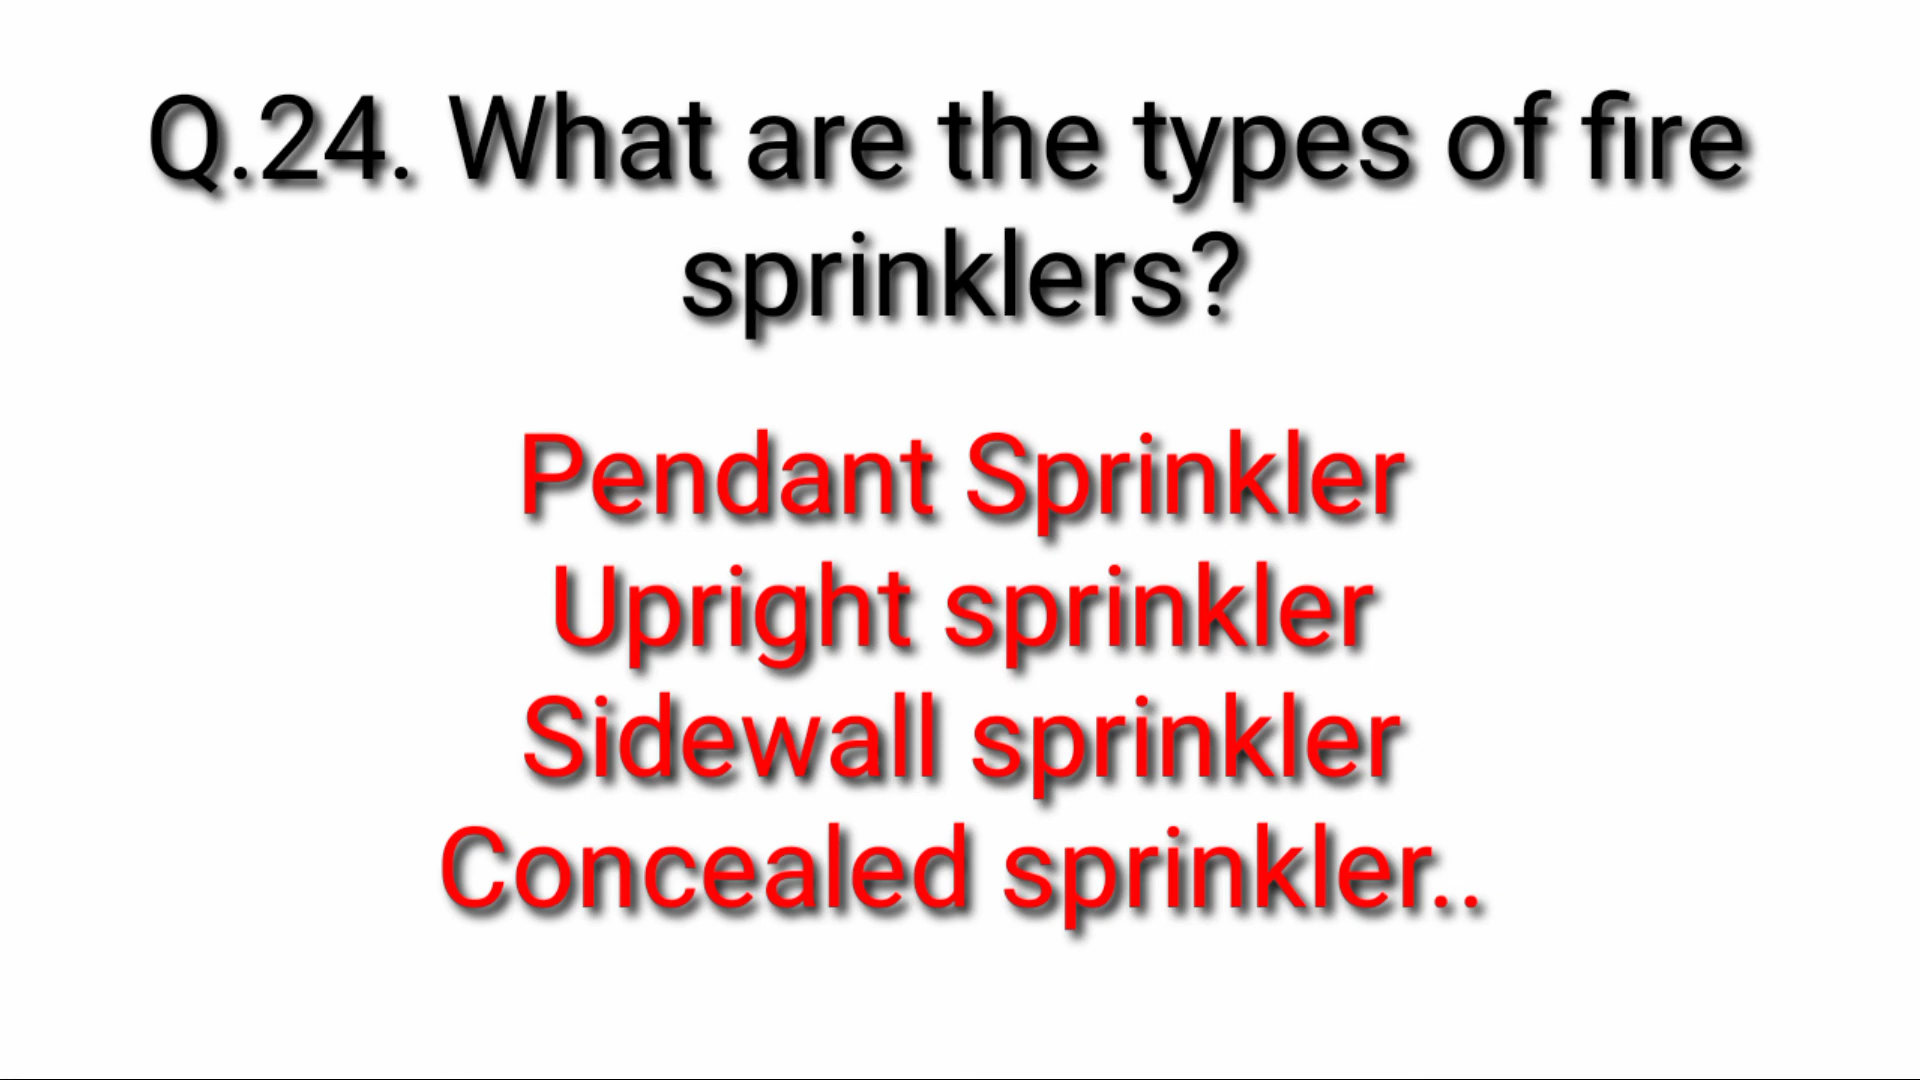 Q.24. What are the types of fire
sprinklers?
Pendant Sprinkler
Upright sprinkler
Sidewall sprinkler
Concealed sprinkler..